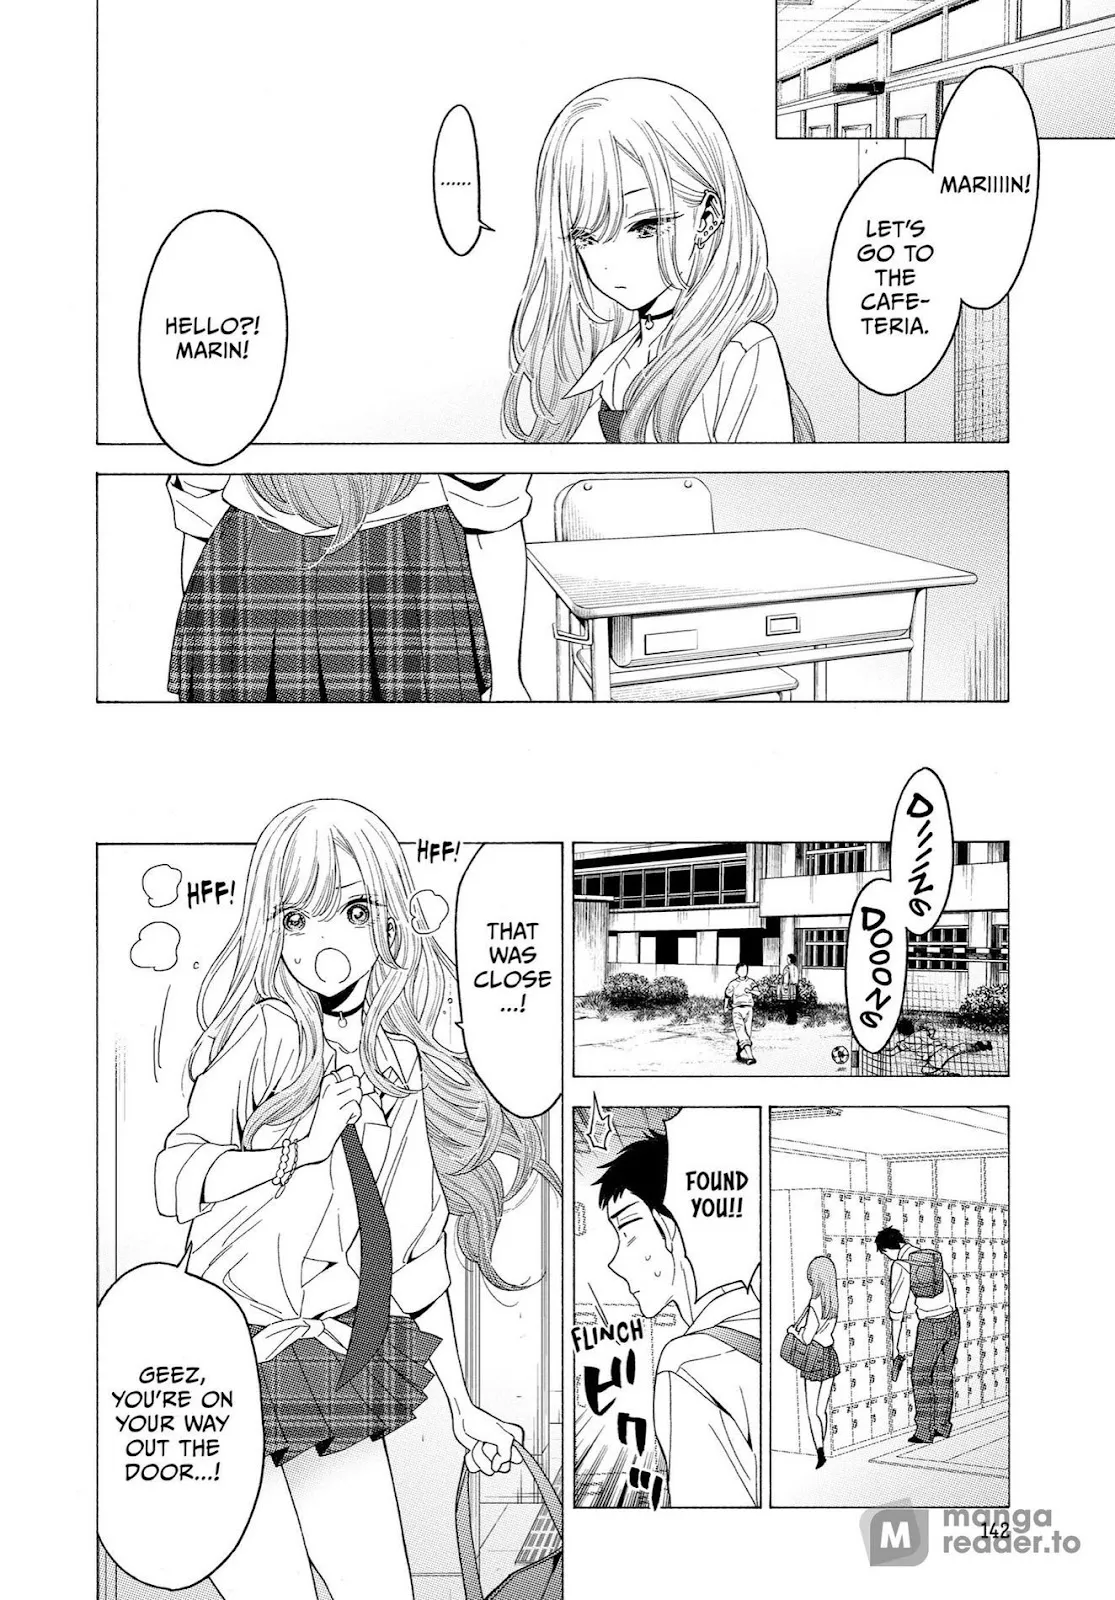 MARIIIIN!
LET'S
GO TO
THE
CAFE-
TERIA.
......
HELLO?!
MARIN!
DIIIING
DOOONG
FOUND
YOU!!
FLINCH
ビクッ
HFF!
HFF!
THAT
WAS
CLOSE
...!
GEEZ,
YOU'RE ON
YOUR WAY
OUT THE
DOOR...!
142
M manga
reader.to